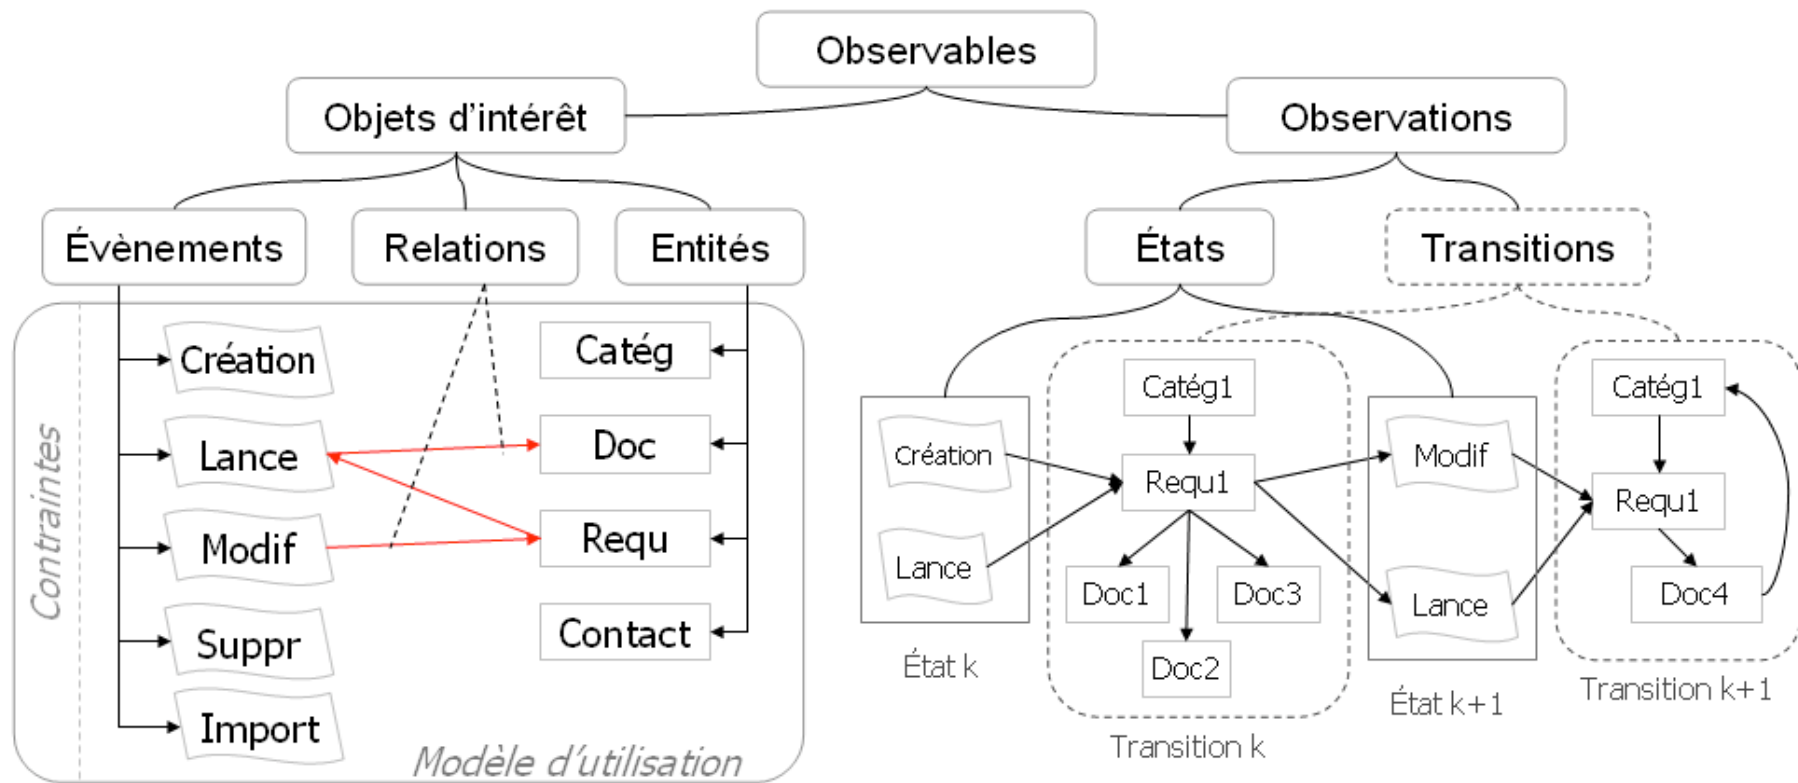 Observables
Objets d'intérêt
Observations
Évènements
Relations
Entités
États
Transitions
Contraintes
Création
Lance
Modif
Suppr
Import
Catég
Doc
Requ
Contact
Modèle d'utilisation
Création
Lance
État k
Catég1
Requ1
Doc1
Doc3
Doc2
Transition k
Modif
Lance
État k+1
Catég1
Requ1
Doc4
Transition k+1